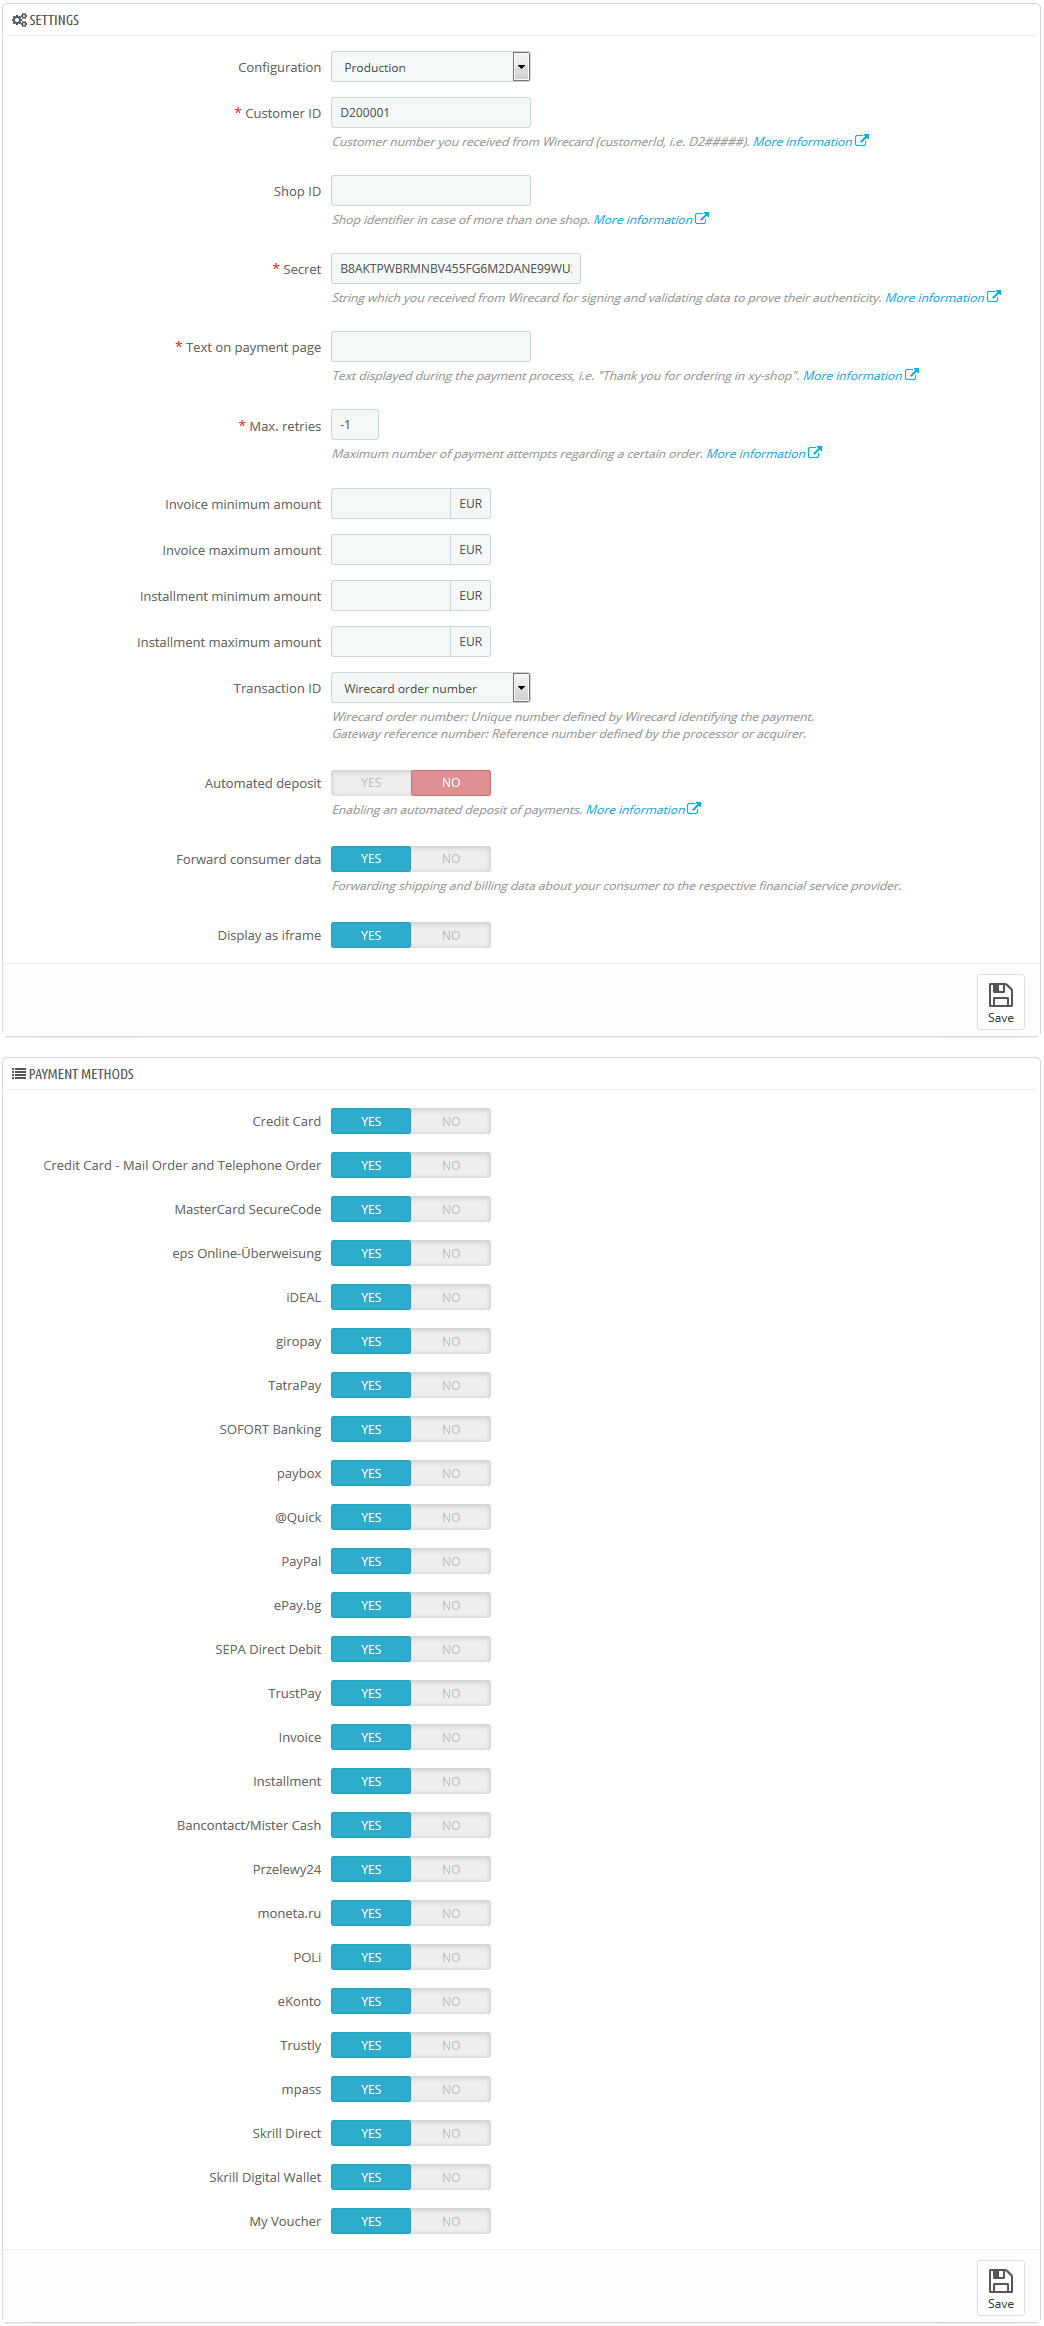 SETTINGS
Configuration Production
* Customer ID D200001
Customer number you received from Wirecard (customerId, i.e. D2#####). More information
Shop ID
Shop identifier in case of more than one shop. More information
* Secret B8AKTPWBRMNBV455FG6M2DANE99WU
String which you received from Wirecard for signing and validating data to prove their authenticity. More information
* Text on payment page
Text displayed during the payment process, i.e. "Thank you for ordering in xy-shop". More information
* Max. retries -1
Maximum number of payment attempts regarding a certain order. More information
Invoice minimum amount EUR
Invoice maximum amount EUR
Installment minimum amount EUR
Installment maximum amount EUR
Transaction ID Wirecard order number
Wirecard order number: Unique number defined by Wirecard identifying the payment.
Gateway reference number: Reference number defined by the processor or acquirer.
Automated deposit YES NO
Enabling an automated deposit of payments. More information
Forward consumer data YES NO
Forwarding shipping and billing data about your consumer to the respective financial service provider.
Display as iframe YES NO
Save
PAYMENT METHODS
Credit Card YES NO
Credit Card - Mail Order and Telephone Order YES NO
MasterCard SecureCode YES NO
eps Online-Überweisung YES NO
iDEAL YES NO
giropay YES NO
TatraPay YES NO
SOFORT Banking YES NO
paybox YES NO
@Quick YES NO
PayPal YES NO
ePay.bg YES NO
SEPA Direct Debit YES NO
TrustPay YES NO
Invoice YES NO
Installment YES NO
Bancontact/Mister Cash YES NO
Przelewy24 YES NO
moneta.ru YES NO
POLi YES NO
eKonto YES NO
Trustly YES NO
mpass YES NO
Skrill Direct YES NO
Skrill Digital Wallet YES NO
My Voucher YES NO
Save